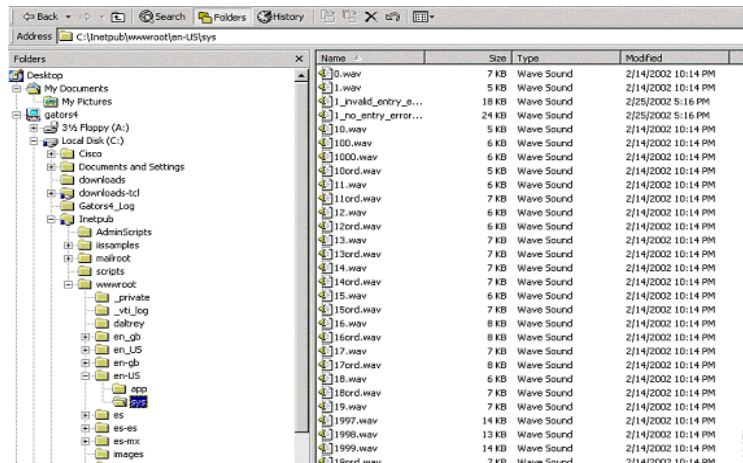 Back Search Folders History
Address C:\Inetpub\wwwroot\en-US\sys
Folders
Desktop
My Documents
My Pictures
gators4
3½ Floppy (A:)
Local Disk (C:)
Cisco
Documents and Settings
downloads
downloads-tcl
Gators4_Log
Inetpub
AdminScripts
iissamples
mailroot
scripts
wwwroot
_private
_vti_log
daltrey
en_gb
en_US
en-gb
en-US
app
sys
es
es-es
es-mx
images
Name Size Type Modified
0.wav 7 KB Wave Sound 2/14/2002 10:14 PM
1.wav 5 KB Wave Sound 2/14/2002 10:14 PM
1_invalid_entry_e... 18 KB Wave Sound 2/25/2002 5:16 PM
1_no_entry_error... 24 KB Wave Sound 2/25/2002 5:16 PM
10.wav 5 KB Wave Sound 2/14/2002 10:14 PM
100.wav 6 KB Wave Sound 2/14/2002 10:14 PM
1000.wav 6 KB Wave Sound 2/14/2002 10:14 PM
10ord.wav 5 KB Wave Sound 2/14/2002 10:14 PM
11.wav 6 KB Wave Sound 2/14/2002 10:14 PM
11ord.wav 7 KB Wave Sound 2/14/2002 10:14 PM
12.wav 6 KB Wave Sound 2/14/2002 10:14 PM
12ord.wav 6 KB Wave Sound 2/14/2002 10:14 PM
13.wav 7 KB Wave Sound 2/14/2002 10:14 PM
13ord.wav 7 KB Wave Sound 2/14/2002 10:14 PM
14.wav 7 KB Wave Sound 2/14/2002 10:14 PM
14ord.wav 7 KB Wave Sound 2/14/2002 10:14 PM
15.wav 6 KB Wave Sound 2/14/2002 10:14 PM
15ord.wav 7 KB Wave Sound 2/14/2002 10:14 PM
16.wav 8 KB Wave Sound 2/14/2002 10:14 PM
16ord.wav 8 KB Wave Sound 2/14/2002 10:14 PM
17.wav 7 KB Wave Sound 2/14/2002 10:14 PM
17ord.wav 8 KB Wave Sound 2/14/2002 10:14 PM
18.wav 6 KB Wave Sound 2/14/2002 10:14 PM
18ord.wav 7 KB Wave Sound 2/14/2002 10:14 PM
19.wav 7 KB Wave Sound 2/14/2002 10:14 PM
1997.wav 14 KB Wave Sound 2/14/2002 10:14 PM
1998.wav 13 KB Wave Sound 2/14/2002 10:14 PM
1999.wav 14 KB Wave Sound 2/14/2002 10:14 PM
19ord.wav 7 KB Wave Sound 2/14/2002 10:14 PM